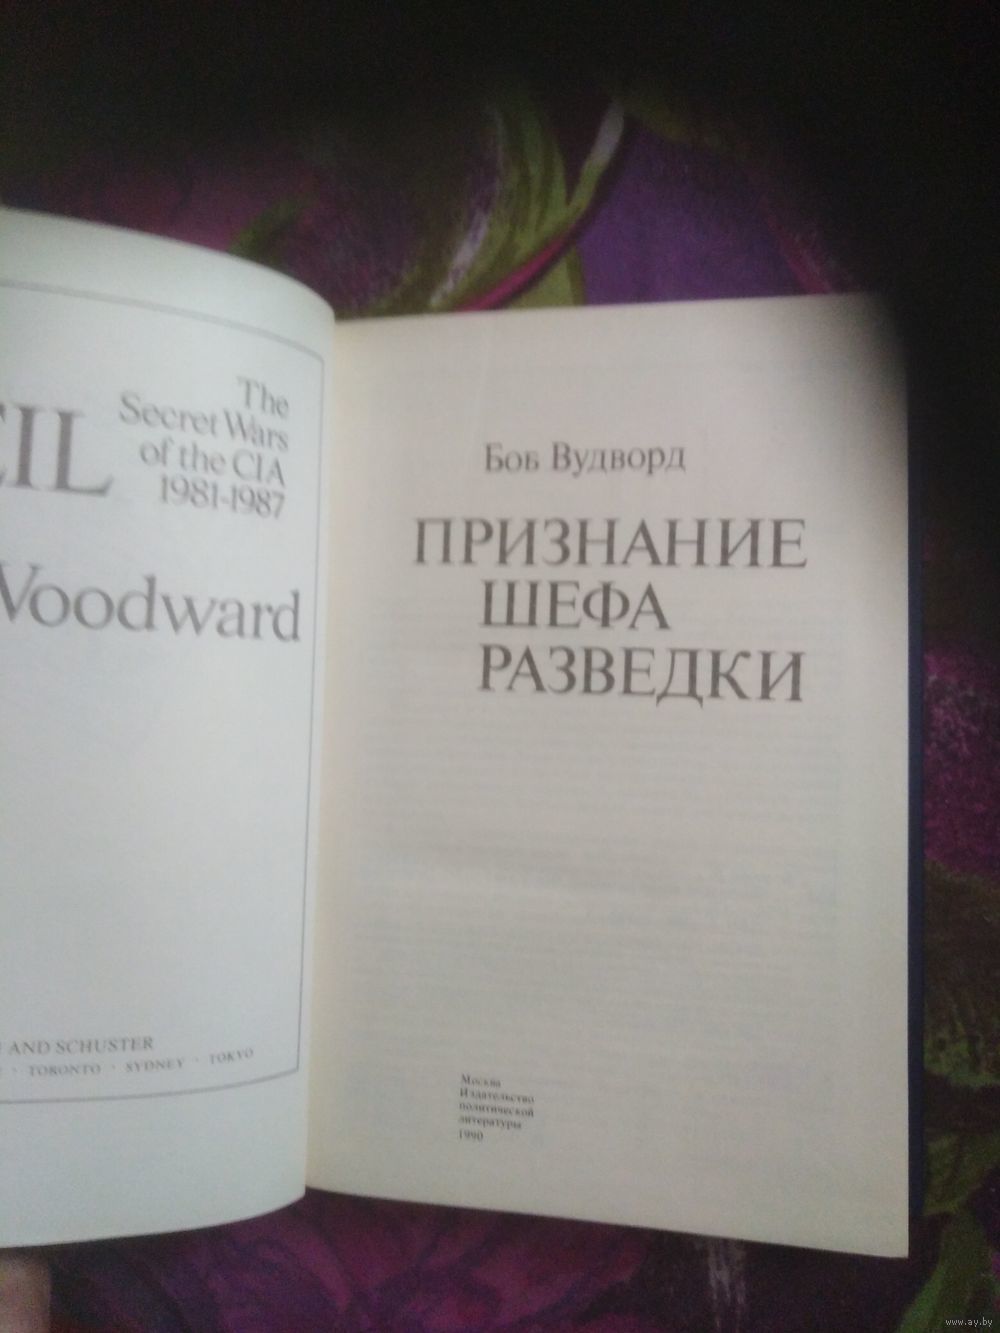 EIL
The
Secret Wars
of the CIA
1981-1987
Woodward
AND SCHUSTER
· TORONTO · SYDNEY · TOKYO
Боб Вудворд
ПРИЗНАНИЕ
ШЕФА
РАЗВЕДКИ
Москва
Издательство
политической
литературы
1990
www.ay.by